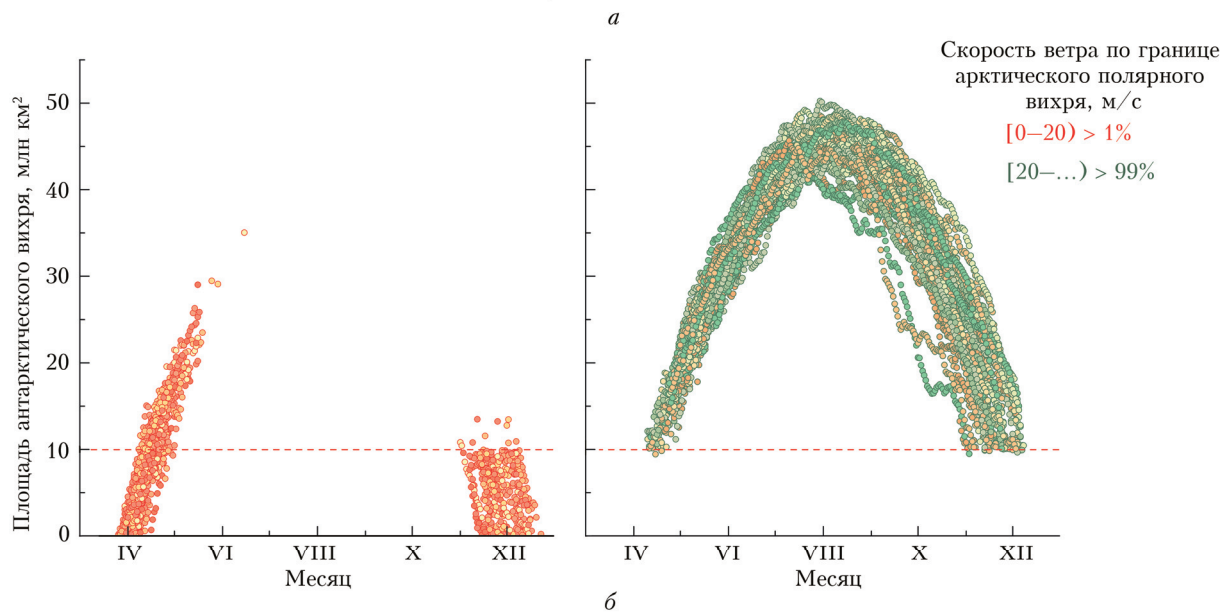 а
Площадь антарктического вихря, млн км²
50
40
30
20
10
0
IV
VI
VIII
X
XII
Месяц
IV
VI
VIII
X
XII
Месяц
Скорость ветра по границе
арктического полярного
вихря, м/с
[0–20) > 1%
[20–...) > 99%
б